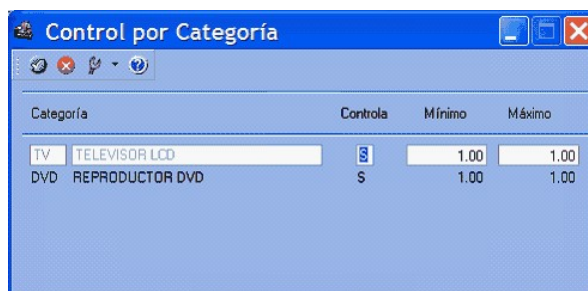 Control por Categoría
Categoría Controla Mínimo Máximo
TV TELEVISOR LCD S 1.00 1.00
DVD REPRODUCTOR DVD S 1.00 1.00